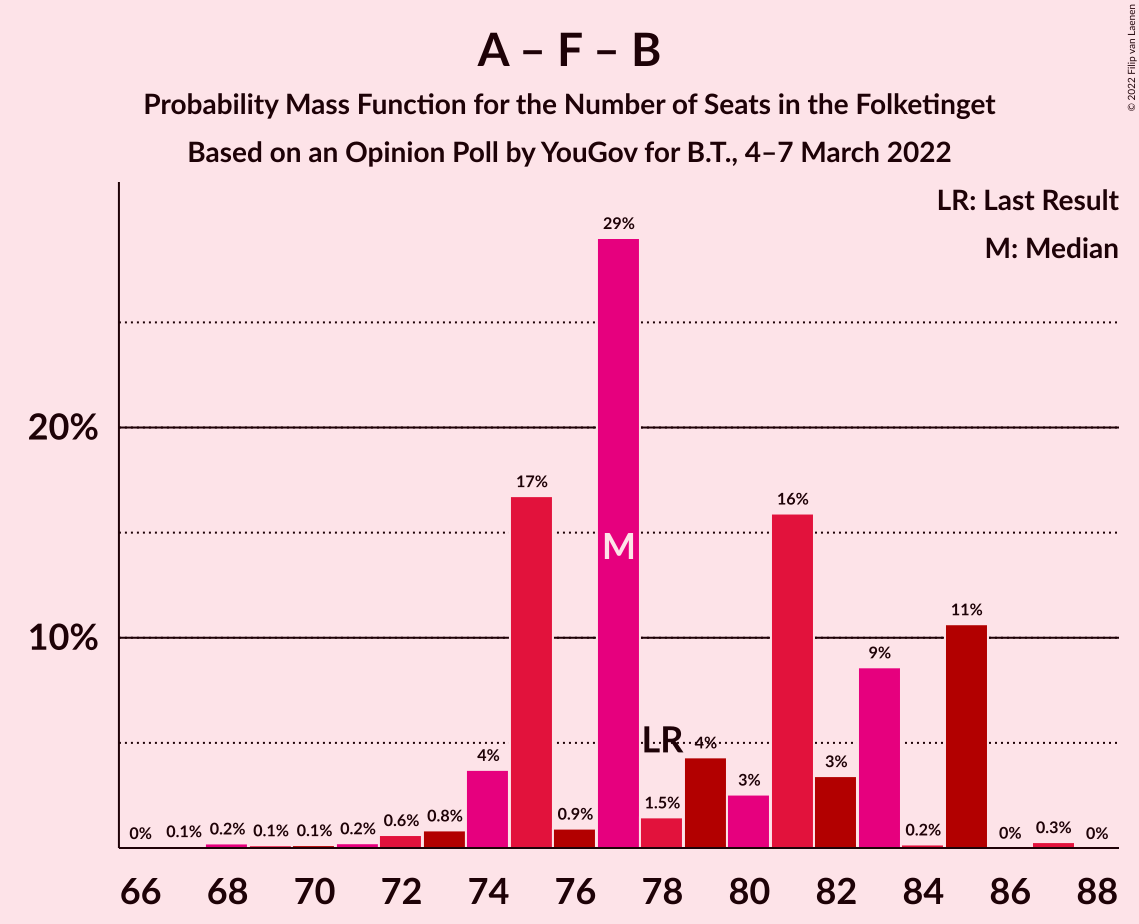 A – F – B
Probability Mass Function for the Number of Seats in the Folketinget
Based on an Opinion Poll by YouGov for B.T., 4–7 March 2022
© 2022 Filip van Laenen
LR: Last Result
M: Median
29%
20%
17%
16%
M
11%
10%
9%
LR
4%
4%
3%
3%
1.5%
0% 0.1% 0.2% 0.1% 0.1% 0.2% 0.6% 0.8% 0.9% 0.2% 0% 0.3% 0%
66 68 70 72 74 76 78 80 82 84 86 88